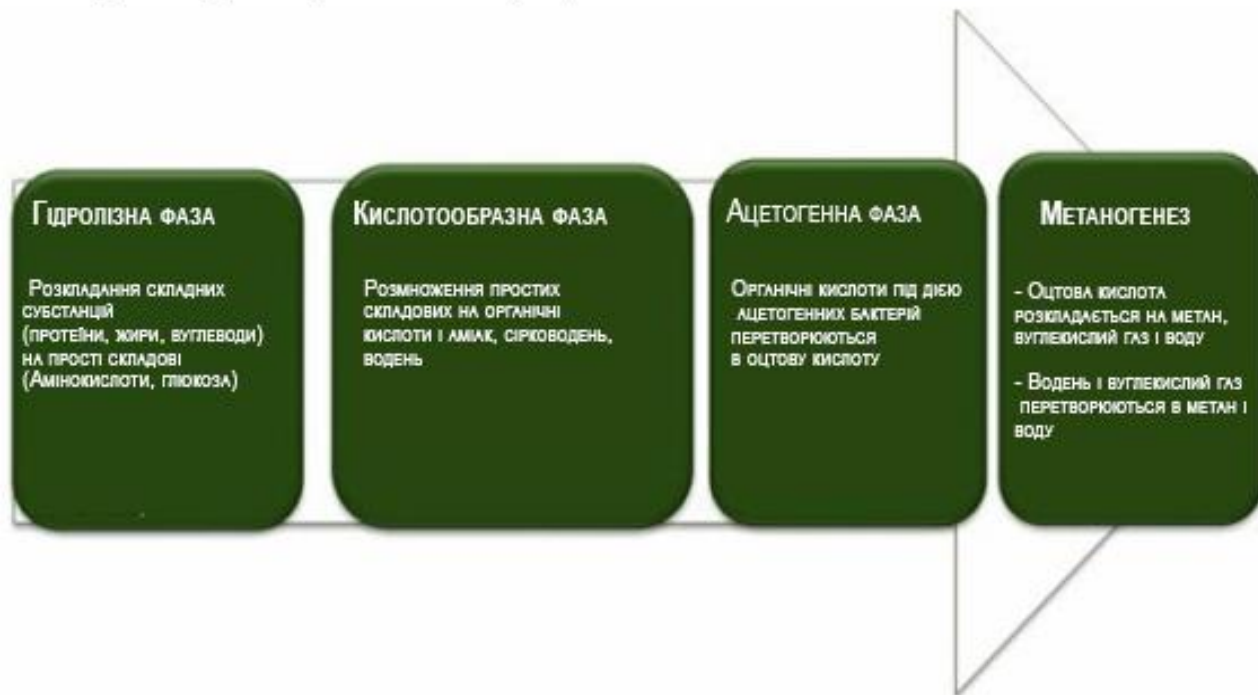 Гідролізна фаза
Розкладання складних
субстанцій
(протеїни, жири, вуглеводи)
на прості складові
(Амінокислоти, глюкоза)
Кислотообразна фаза
Розмноження простих
складових на органічні
кислоти і аміак, сірководень,
водень
Ацетогенна фаза
Органічні кислоти під дією
ацетогенних бактерій
перетворюються
в оцтову кислоту
Метаногенез
- Оцтова кислота
розкладається на метан,
вуглекислий газ і воду
- Водень і вуглекислий газ
перетворюються в метан і
воду